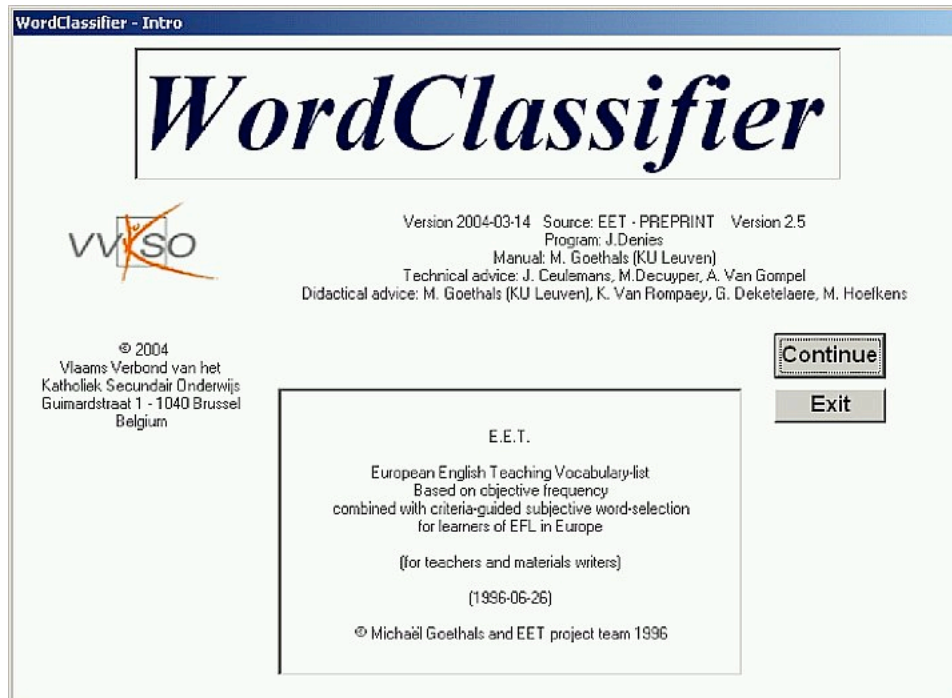 WordClassifier - Intro
WordClassifier
VVKSO
Version 2004-03-14 Source: EET - PREPRINT Version 2.5
Program: J.Denies
Manual: M. Goethals (KU Leuven)
Technical advice: J. Ceulemans, M.Decuyper, A. Van Gompel
Didactical advice: M. Goethals (KU Leuven), K. Van Rompaey, G. Deketelaere, M. Hoefkens
© 2004
Vlaams Verbond van het
Katholiek Secundair Onderwijs
Guimardstraat 1 - 1040 Brussel
Belgium
Continue
Exit
E.E.T.
European English Teaching Vocabulary-list
Based on objective frequency
combined with criteria-guided subjective word-selection
for learners of EFL in Europe
(for teachers and materials writers)
(1996-06-26)
© Michaël Goethals and EET project team 1996